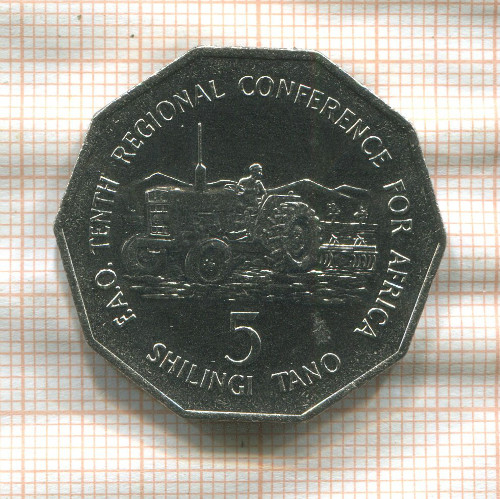 F.A.O. TENTH REGIONAL CONFERENCE FOR AFRICA
5
SHILINGI TANO